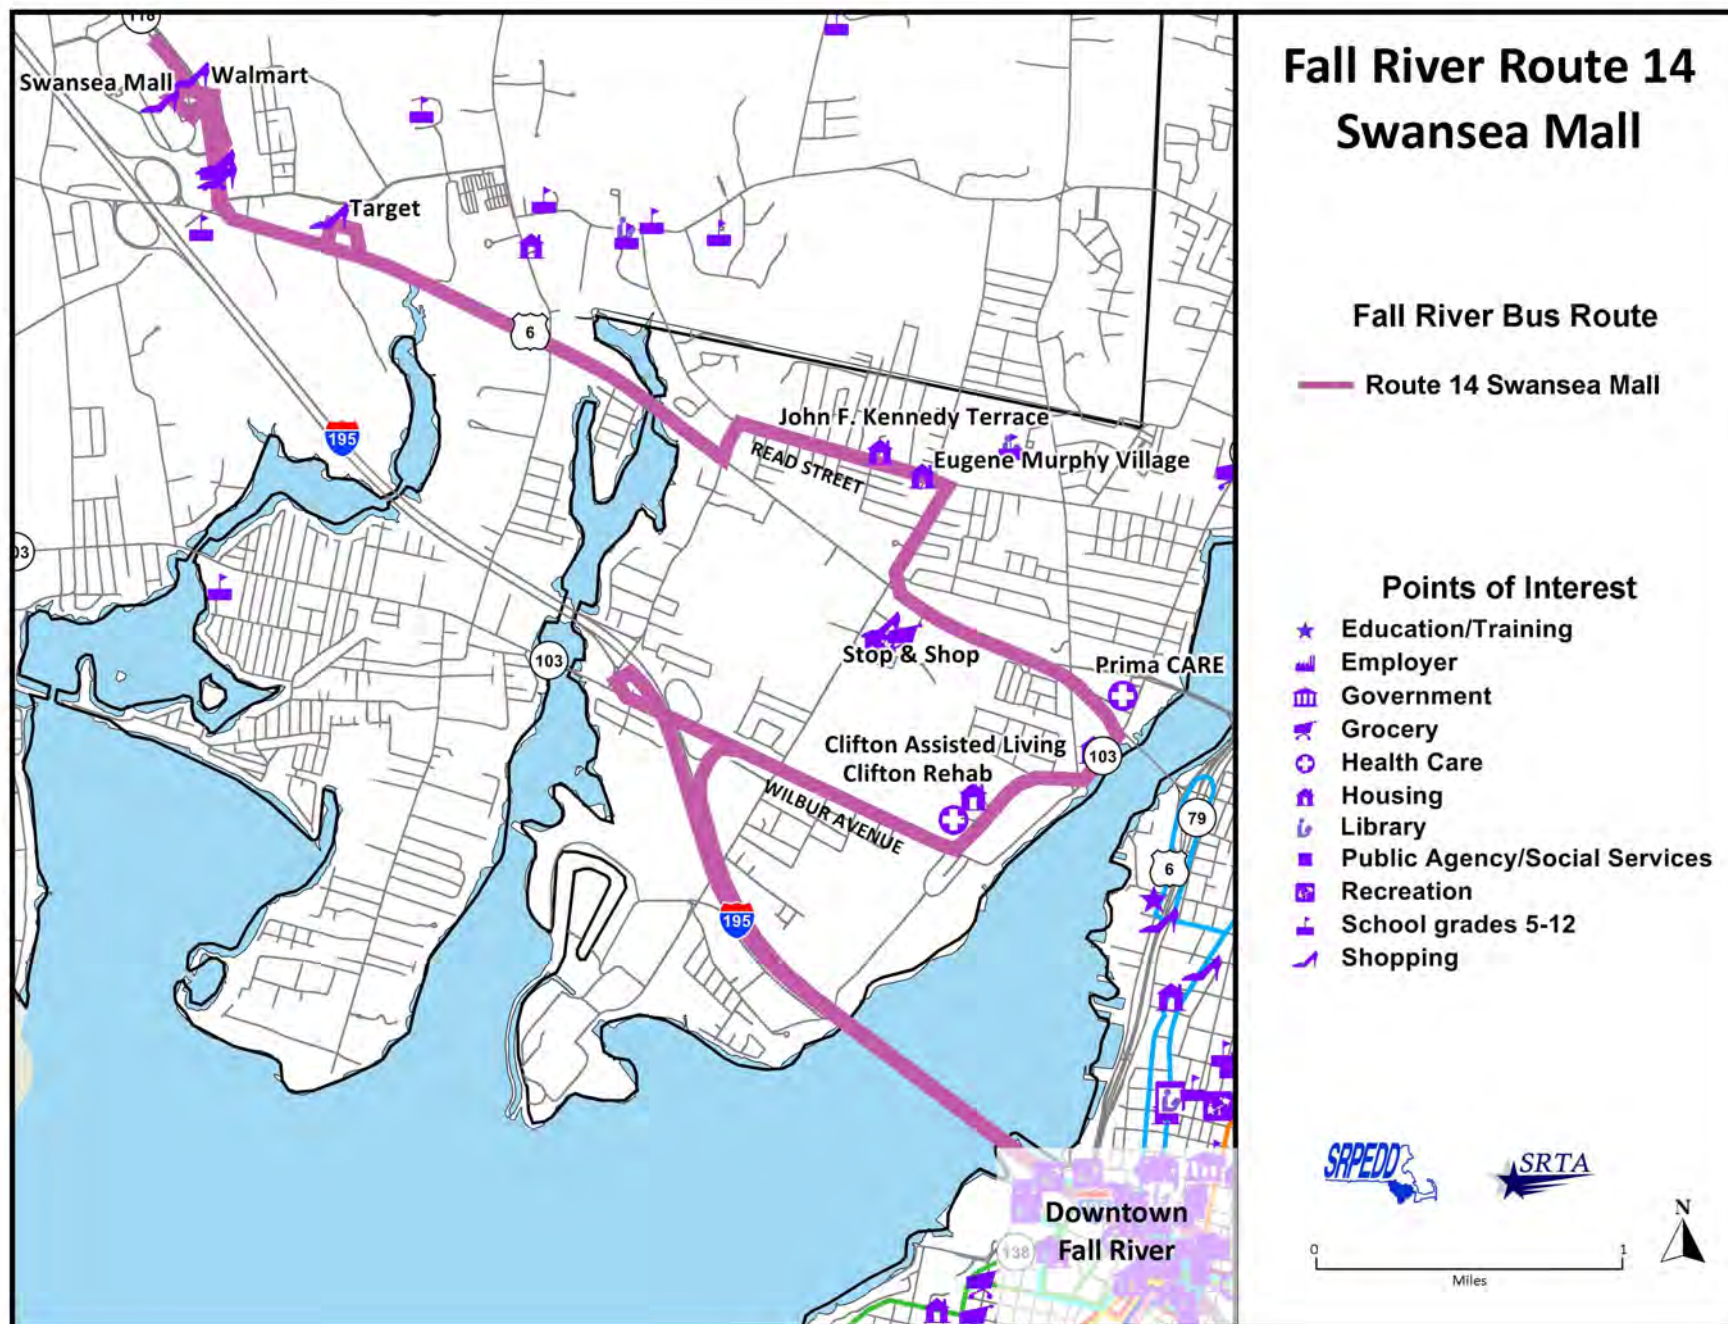 118
Swansea Mall
Walmart
Target
6
195
John F. Kennedy Terrace
READ STREET
Eugene Murphy Village
03
103
Stop & Shop
Prima CARE
Clifton Assisted Living
Clifton Rehab
103
WILBUR AVENUE
79
6
195
Downtown
Fall River
138
Fall River Route 14
Swansea Mall
Fall River Bus Route
Route 14 Swansea Mall
Points of Interest
Education/Training
Employer
Government
Grocery
Health Care
Housing
Library
Public Agency/Social Services
Recreation
School grades 5-12
Shopping
SRPEDD
SRTA
N
0 1
Miles